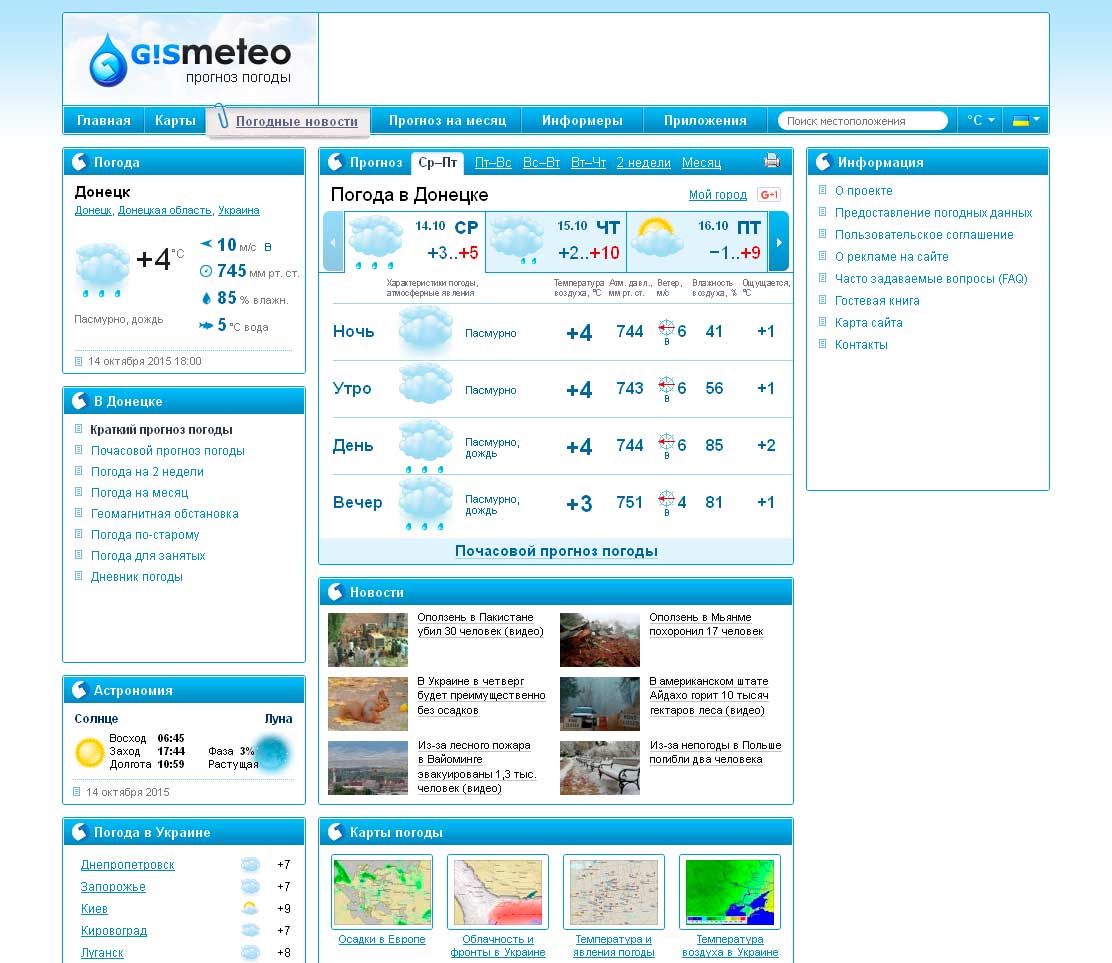 G!Smeteo
прогноз погоды
Главная
Карты
Погодные новости
Прогноз на месяц
Информеры
Приложения
Поиск местоположения
°C
Погода
Донецк
Донецк, Донецкая область, Украина
+4 °C
10 м/с В
745 мм рт. ст.
85 % влажн.
5 °C вода
Пасмурно, дождь
14 октября 2015 18:00
В Донецке
Краткий прогноз погоды
Почасовой прогноз погоды
Погода на 2 недели
Погода на месяц
Геомагнитная обстановка
Погода по-старому
Погода для занятых
Дневник погоды
Астрономия
Солнце
Луна
Восход 06:45
Заход 17:44
Долгота 10:59
Фаза 3%
Растущая
14 октября 2015
Погода в Украине
Днепропетровск +7
Запорожье +7
Киев +9
Кировоград +7
Луганск +8
Прогноз Ср–Пт Пт–Вс Вс–Вт Вт–Чт 2 недели Месяц
Погода в Донецке
Мой город
G+1
14.10 СР
+3..+5
15.10 ЧТ
+2..+10
16.10 ПТ
−1..+9
Характеристики погоды, Температура Атм. давл., Ветер, Влажность Ощущается,
атмосферные явления воздуха, °C мм рт. ст. м/с воздуха, % °C
Ночь Пасмурно +4 744 6 41 +1
В
Утро Пасмурно +4 743 6 56 +1
В
День Пасмурно, +4 744 6 85 +2
дождь В
Вечер Пасмурно, +3 751 4 81 +1
дождь В
Почасовой прогноз погоды
Новости
Оползень в Пакистане
убил 30 человек (видео)
Оползень в Мьянме
похоронил 17 человек
В Украине в четверг
будет преимущественно
без осадков
В американском штате
Айдахо горит 10 тысяч
гектаров леса (видео)
Из-за лесного пожара
в Вайоминге
эвакуированы 1,3 тыс.
человек (видео)
Из-за непогоды в Польше
погибли два человека
Карты погоды
Осадки в Европе
Облачность и
фронты в Украине
Температура и
явления погоды
Температура
воздуха в Украине
Информация
О проекте
Предоставление погодных данных
Пользовательское соглашение
О рекламе на сайте
Часто задаваемые вопросы (FAQ)
Гостевая книга
Карта сайта
Контакты